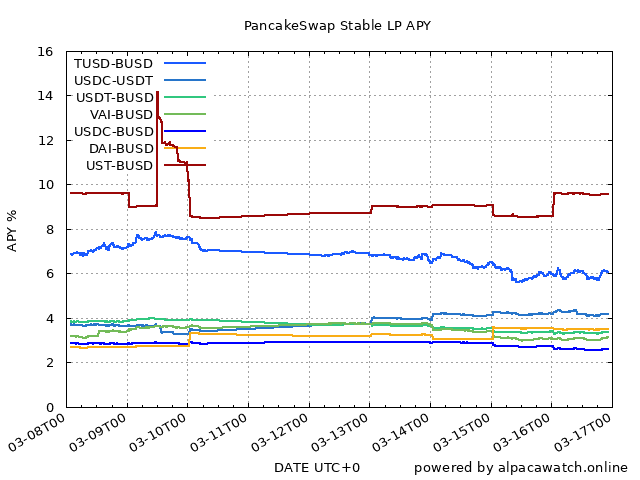 PancakeSwap Stable LP APY
16
14
12
10
8
6
4
2
0
APY %
TUSD-BUSD
USDC-USDT
USDT-BUSD
VAI-BUSD
USDC-BUSD
DAI-BUSD
UST-BUSD
03-08T00
03-09T00
03-10T00
03-11T00
03-12T00
03-13T00
03-14T00
03-15T00
03-16T00
03-17T00
DATE UTC+0
powered by alpacawatch.online